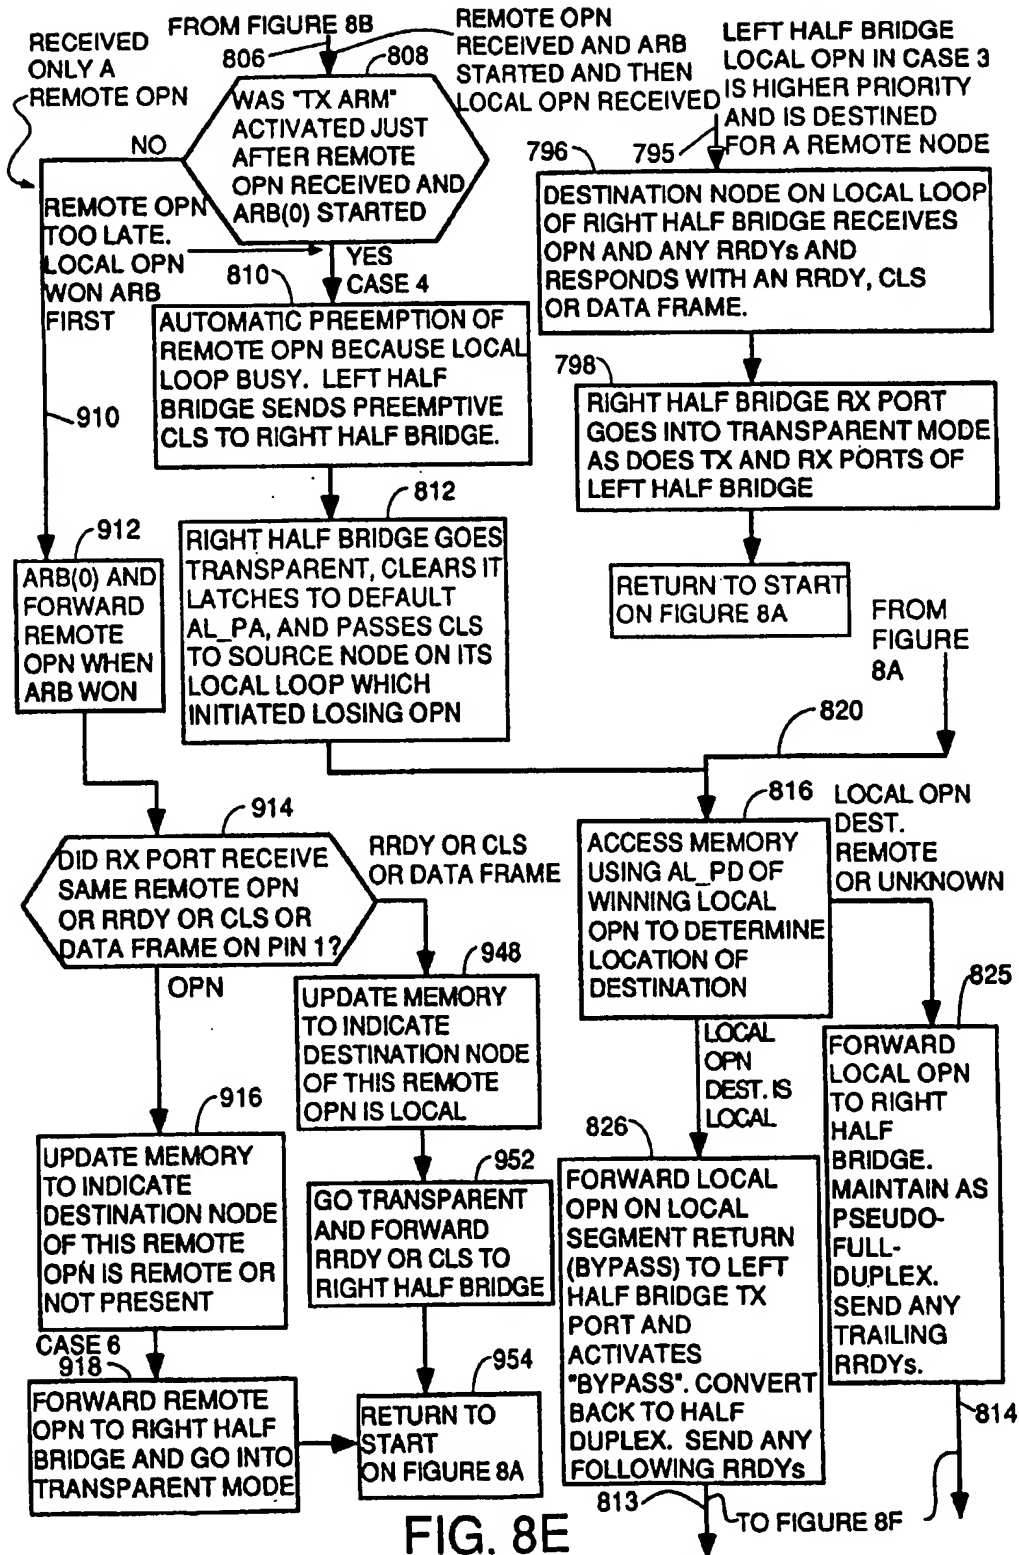 FROM FIGURE 8B
806
808
RECEIVED
ONLY A
REMOTE OPN
REMOTE OPN
RECEIVED AND ARB
STARTED AND THEN
LOCAL OPN RECEIVED
LEFT HALF BRIDGE
LOCAL OPN IN CASE 3
IS HIGHER PRIORITY
AND IS DESTINED
FOR A REMOTE NODE
WAS "TX ARM"
ACTIVATED JUST
AFTER REMOTE
OPN RECEIVED AND
ARB(0) STARTED
NO
796
795
DESTINATION NODE ON LOCAL LOOP
OF RIGHT HALF BRIDGE RECEIVES
OPN AND ANY RRDYs AND
RESPONDS WITH AN RRDY, CLS
OR DATA FRAME.
REMOTE OPN
TOO LATE.
LOCAL OPN
WON ARB
FIRST
YES
CASE 4
810
AUTOMATIC PREEMPTION OF
REMOTE OPN BECAUSE LOCAL
LOOP BUSY. LEFT HALF
BRIDGE SENDS PREEMPTIVE
CLS TO RIGHT HALF BRIDGE.
798
RIGHT HALF BRIDGE RX PORT
GOES INTO TRANSPARENT MODE
AS DOES TX AND RX PORTS OF
LEFT HALF BRIDGE
910
812
RIGHT HALF BRIDGE GOES
TRANSPARENT, CLEARS IT
LATCHES TO DEFAULT
AL_PA, AND PASSES CLS
TO SOURCE NODE ON ITS
LOCAL LOOP WHICH
INITIATED LOSING OPN
912
ARB(0) AND
FORWARD
REMOTE
OPN WHEN
ARB WON
RETURN TO START
ON FIGURE 8A
FROM
FIGURE
8A
820
914
DID RX PORT RECEIVE
SAME REMOTE OPN
OR RRDY OR CLS OR
DATA FRAME ON PIN 1?
RRDY OR CLS
OR DATA FRAME
OPN
816
ACCESS MEMORY
USING AL_PD OF
WINNING LOCAL
OPN TO DETERMINE
LOCATION OF
DESTINATION
LOCAL OPN
DEST.
REMOTE
OR UNKNOWN
948
UPDATE MEMORY
TO INDICATE
DESTINATION NODE
OF THIS REMOTE
OPN IS LOCAL
LOCAL
OPN
DEST. IS
LOCAL
825
FORWARD
LOCAL OPN
TO RIGHT
HALF
BRIDGE.
MAINTAIN AS
PSEUDO-
FULL-
DUPLEX.
SEND ANY
TRAILING
RRDYs.
916
UPDATE MEMORY
TO INDICATE
DESTINATION NODE
OF THIS REMOTE
OPN IS REMOTE OR
NOT PRESENT
952
GO TRANSPARENT
AND FORWARD
RRDY OR CLS TO
RIGHT HALF BRIDGE
826
FORWARD LOCAL
OPN ON LOCAL
SEGMENT RETURN
(BYPASS) TO LEFT
HALF BRIDGE TX
PORT AND
ACTIVATES
"BYPASS". CONVERT
BACK TO HALF
DUPLEX. SEND ANY
FOLLOWING RRDYs
CASE 6
918
FORWARD REMOTE
OPN TO RIGHT HALF
BRIDGE AND GO INTO
TRANSPARENT MODE
954
RETURN TO
START
ON FIGURE 8A
814
813
TO FIGURE 8F
FIG. 8E